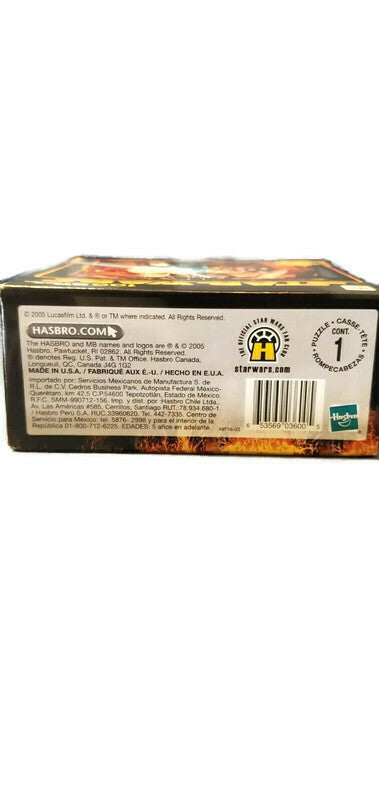 © 2005 Lucasfilm Ltd. & ® or TM where indicated. All Rights Reserved.
HASBRO.COM
The HASBRO and MB names and logos are ® & © 2005
Hasbro, Pawtucket, RI 02862. All Rights Reserved.
® denotes Reg. U.S. Pat. & TM Office. Hasbro Canada,
Longueuil, QC, Canada J4G 1G2
MADE IN U.S.A. / FABRIQUÉ AUX É.-U. / HECHO EN E.U.A.
Importado por: Servicios Mexicanos de Manufactura S. de
R.L. de C.V. Cedros Business Park, Autopista Federal México-
Querétaro, km 42,5 C.P.54600 Tepotzotlán, Estado de México.
R.F.C. SMM-990712-156. Imp. y dist. por :Hasbro Chile Ltda.,
Av. Las Américas #585, Cerrillos, Santiago RUT.:78.934.680-1.
/ Hasbro Perú S.A. RUC: 33960620. Tel. 442-7335. Centro de
servicio en México: tel. 5876- 2998 y para el interior de la
República 01-800-712-6225. EDADES: 5 años en adelante.
THE OFFICIAL STAR WARS FAN CLUB
H
starwars.com
6 53569 03600 5
PUZZLE • CASSE-TÊTE • ROMPECABEZAS •
CONT.
1
Hasbro